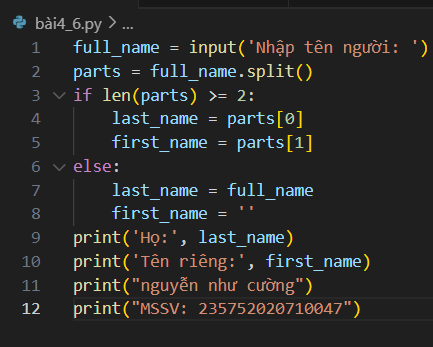 bài4_6.py > ...
1 full_name = input('Nhập tên người: ')
2 parts = full_name.split()
3 if len(parts) >= 2:
4     last_name = parts[0]
5     first_name = parts[1]
6 else:
7     last_name = full_name
8     first_name = ''
9 print('Họ:', last_name)
10 print('Tên riêng:', first_name)
11 print("nguyễn như cường")
12 print("MSSV: 235752020710047")